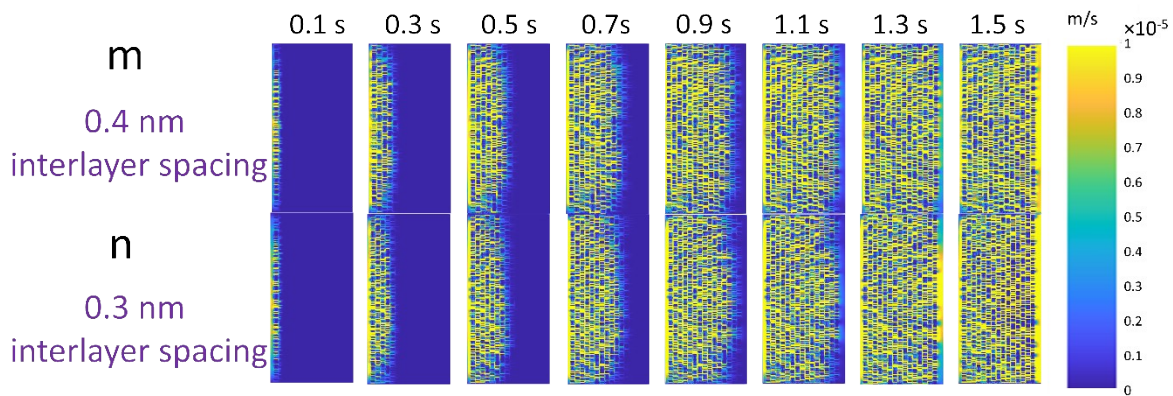 0.1 s 0.3 s 0.5 s 0.7s 0.9 s 1.1 s 1.3 s 1.5 s m/s ×10⁻⁵
m
0.4 nm
interlayer spacing
n
0.3 nm
interlayer spacing
1
0.9
0.8
0.7
0.6
0.5
0.4
0.3
0.2
0.1
0